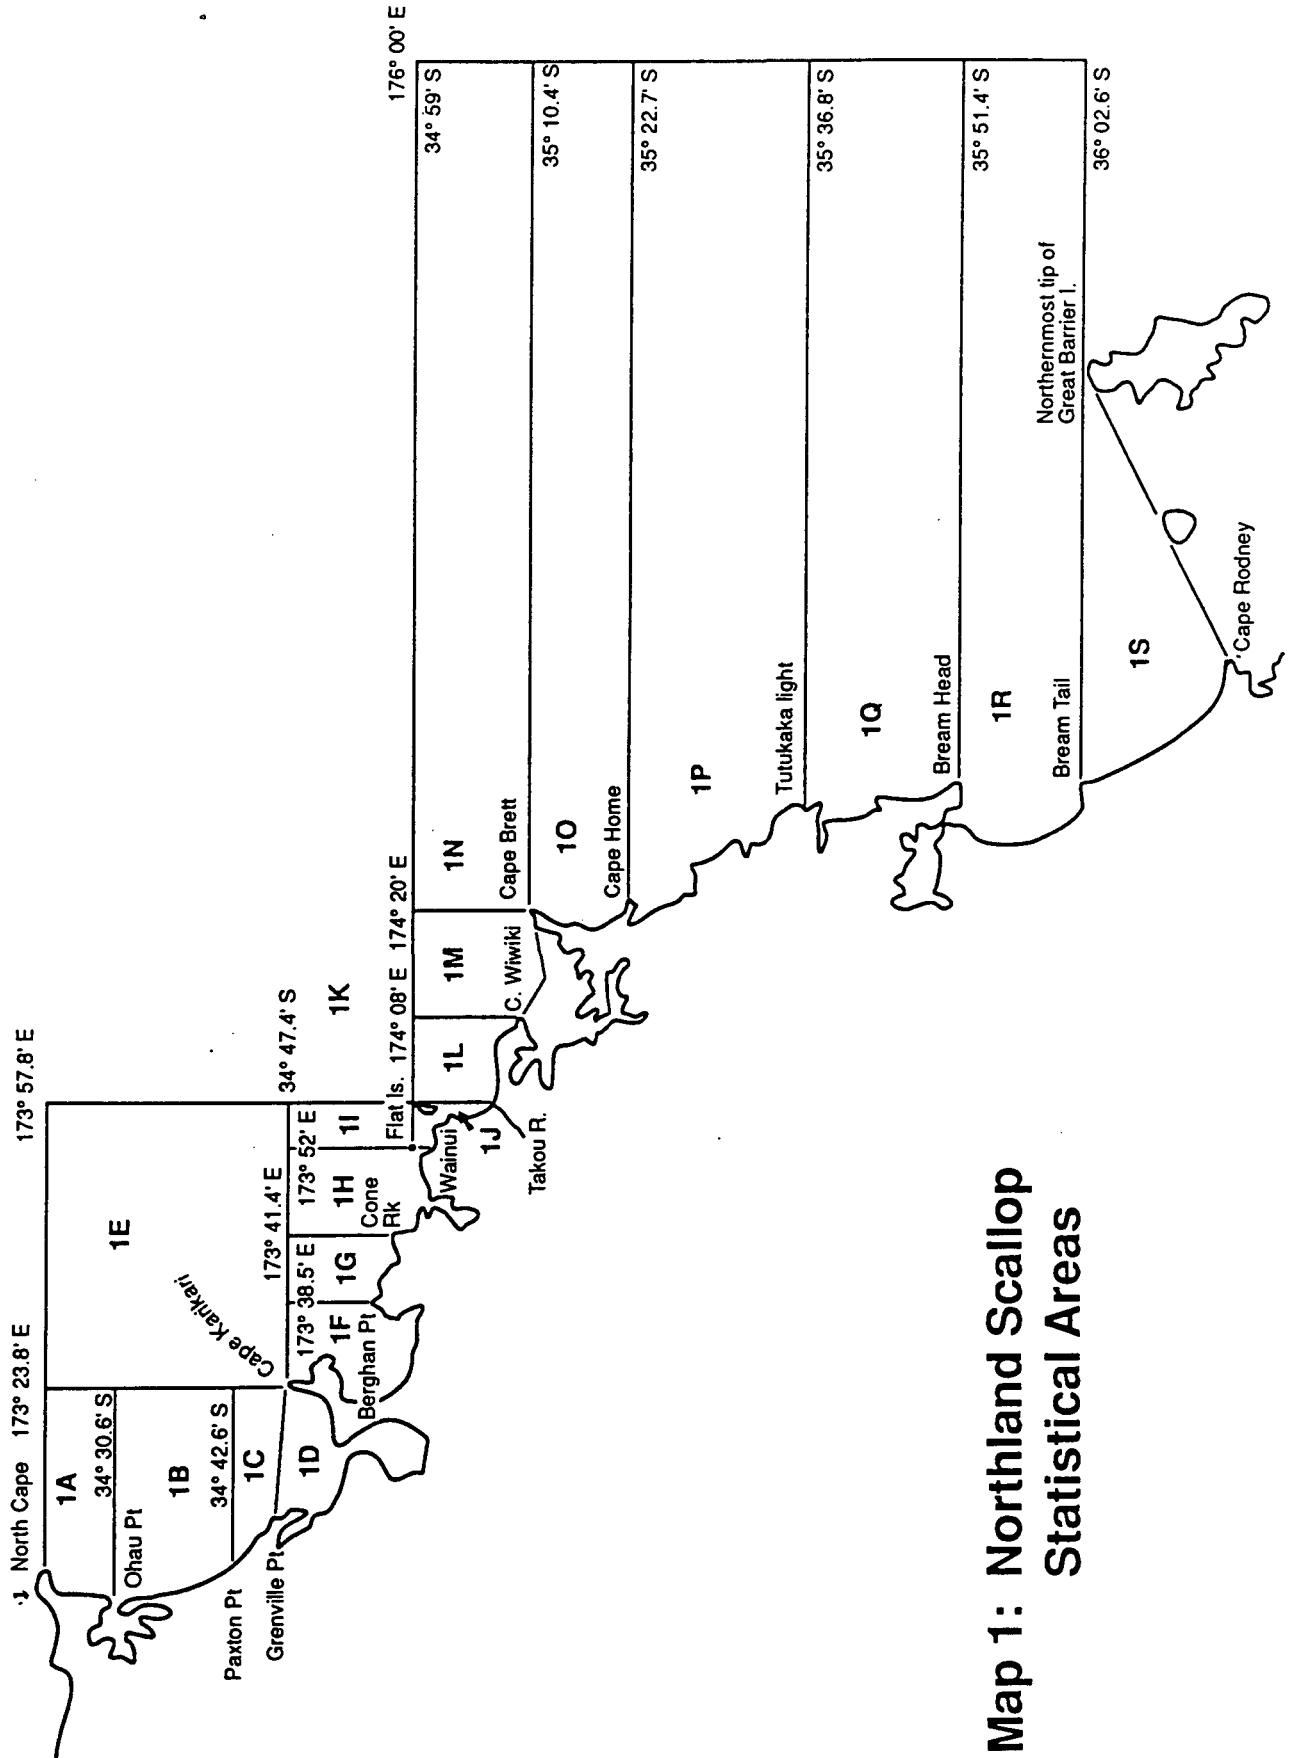 North Cape 173° 23.8' E
173° 57.8' E
1A
34° 30.6' S
Ohau Pt
1B
34° 42.6' S
Paxton Pt
1C
Grenville Pt
1D
1E
Cape Karikari
173° 41.4' E
34° 47.4' S
173° 38.5' E
173° 52' E
1F
Berghan Pt
1G
1H
Cone
Rk
1I
1K
176° 00' E
Flat Is. 174° 08' E 174° 20' E
34° 59' S
Wainui
1J
Takou R.
1L
1M
1N
C. Wiwiki
Cape Brett
35° 10.4' S
1O
Cape Home
35° 22.7' S
1P
Tutukaka light
35° 36.8' S
1Q
Bream Head
35° 51.4' S
1R
Bream Tail
Northernmost tip of
Great Barrier I.
36° 02.6' S
1S
Cape Rodney
Map 1: Northland Scallop
Statistical Areas